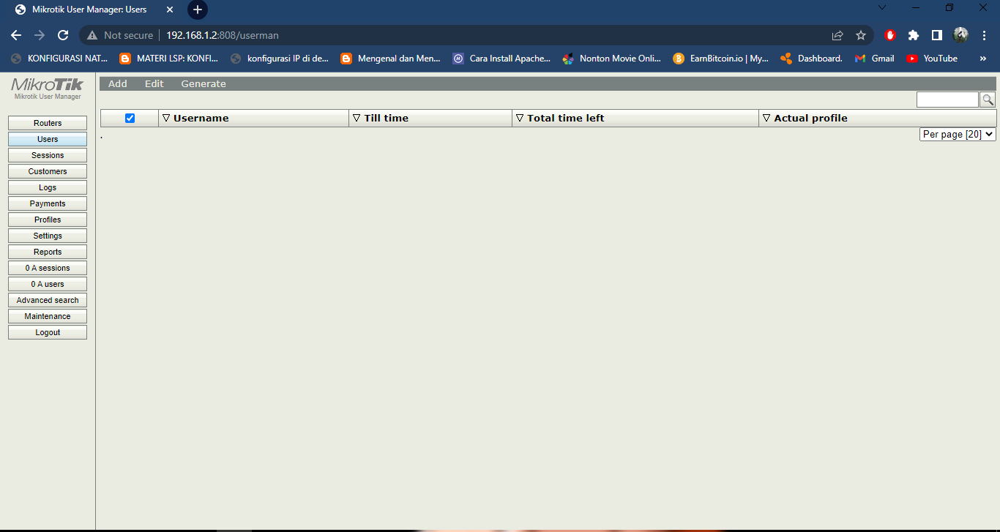 Mikrotik User Manager: Users
Not secure 192.168.1.2:808/userman
KONFIGURASI NAT... MATERI LSP: KONFI... konfigurasi IP di de... Mengenal dan Men... Cara Install Apache... Nonton Movie Onli... EarnBitcoin.io | My... Dashboard. Gmail YouTube »
MikroTik
Mikrotik User Manager
Add Edit Generate
Username Till time Total time left Actual profile
Per page [20]
.
Routers
Users
Sessions
Customers
Logs
Payments
Profiles
Settings
Reports
0 A sessions
0 A users
Advanced search
Maintenance
Logout